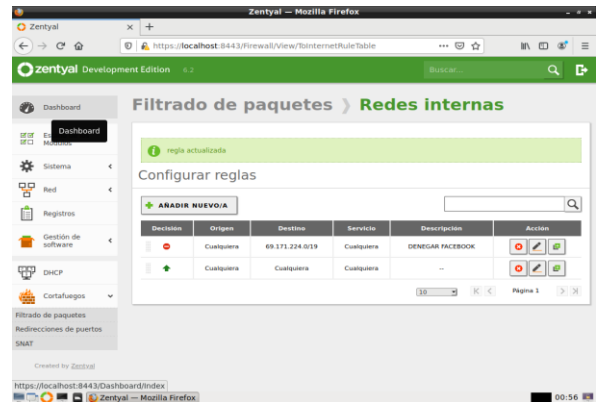 Zentyal — Mozilla Firefox
Zentyal
https://localhost:8443/Firewall/View/ToInternetRuleTable
zentyal Development Edition 6.2
Buscar...
Dashboard
Filtrado de paquetes ❭ Redes internas
Dashboard
Módulos
regla actualizada
Sistema
Configurar reglas
Red
AÑADIR NUEVO/A
Registros
Decisión Origen Destino Servicio Descripción Acción
Gestión de software
Cualquiera 69.171.224.0/19 Cualquiera DENEGAR FACEBOOK
DHCP
Cualquiera Cualquiera Cualquiera --
Cortafuegos
10 Página 1
Filtrado de paquetes
Redirecciones de puertos
SNAT
Created by Zentyal
https://localhost:8443/Dashboard/Index
Zentyal — Mozilla Firefox
00:56